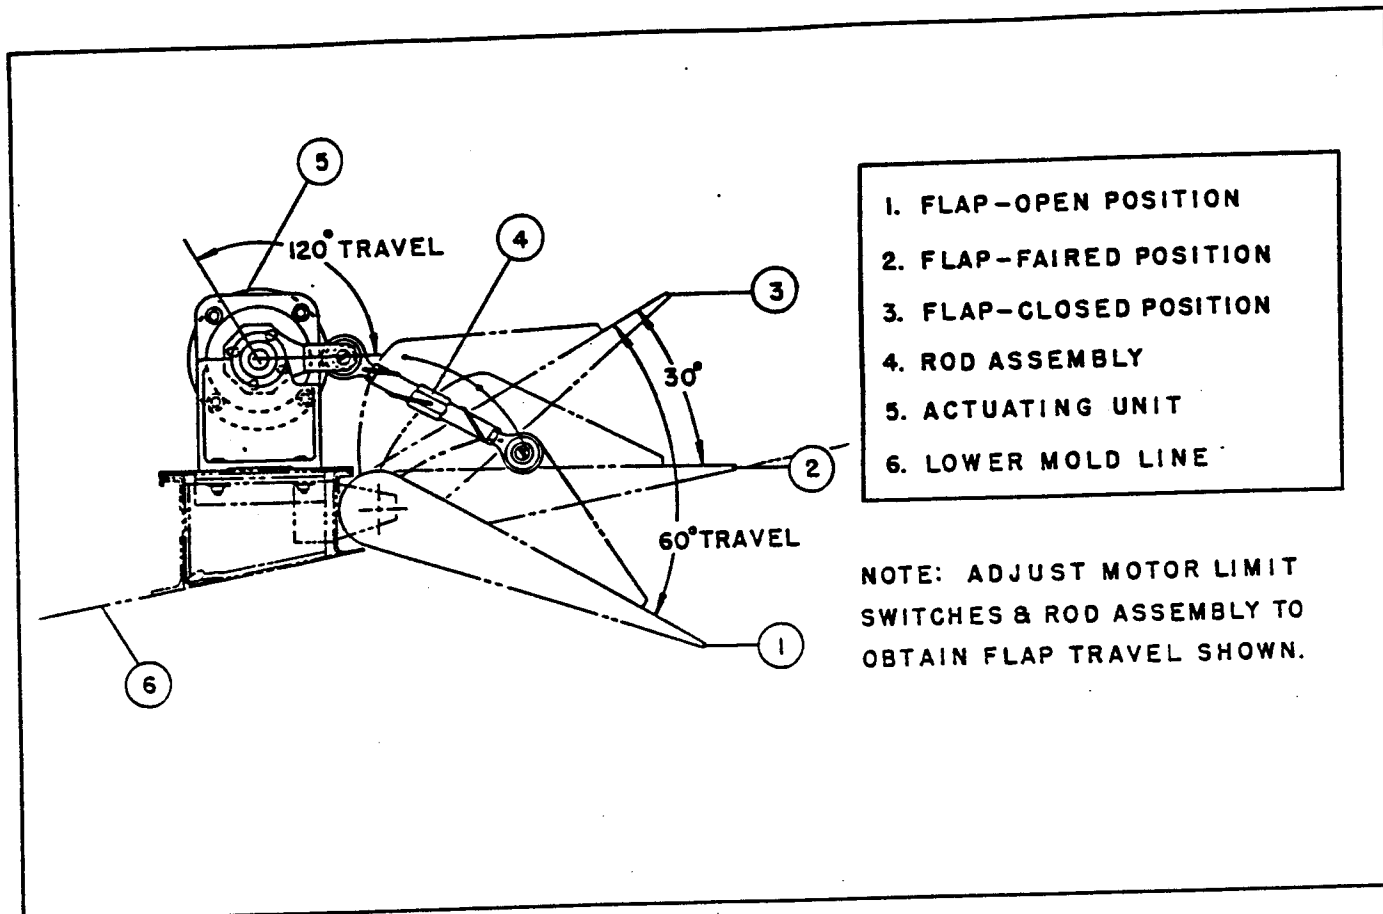 5
120° TRAVEL
4
3
30°
2
60° TRAVEL
1
6
1. FLAP-OPEN POSITION
2. FLAP-FAIRED POSITION
3. FLAP-CLOSED POSITION
4. ROD ASSEMBLY
5. ACTUATING UNIT
6. LOWER MOLD LINE
NOTE: ADJUST MOTOR LIMIT
SWITCHES & ROD ASSEMBLY TO
OBTAIN FLAP TRAVEL SHOWN.